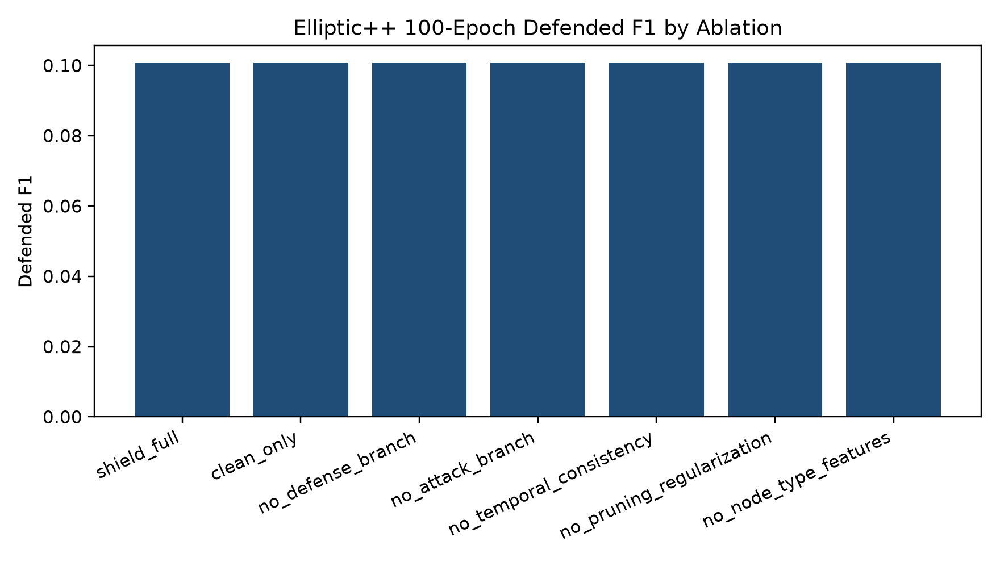 Elliptic++ 100-Epoch Defended F1 by Ablation
Defended F1
0.10
0.08
0.06
0.04
0.02
0.00
shield_full
clean_only
no_defense_branch
no_attack_branch
no_temporal_consistency
no_pruning_regularization
no_node_type_features